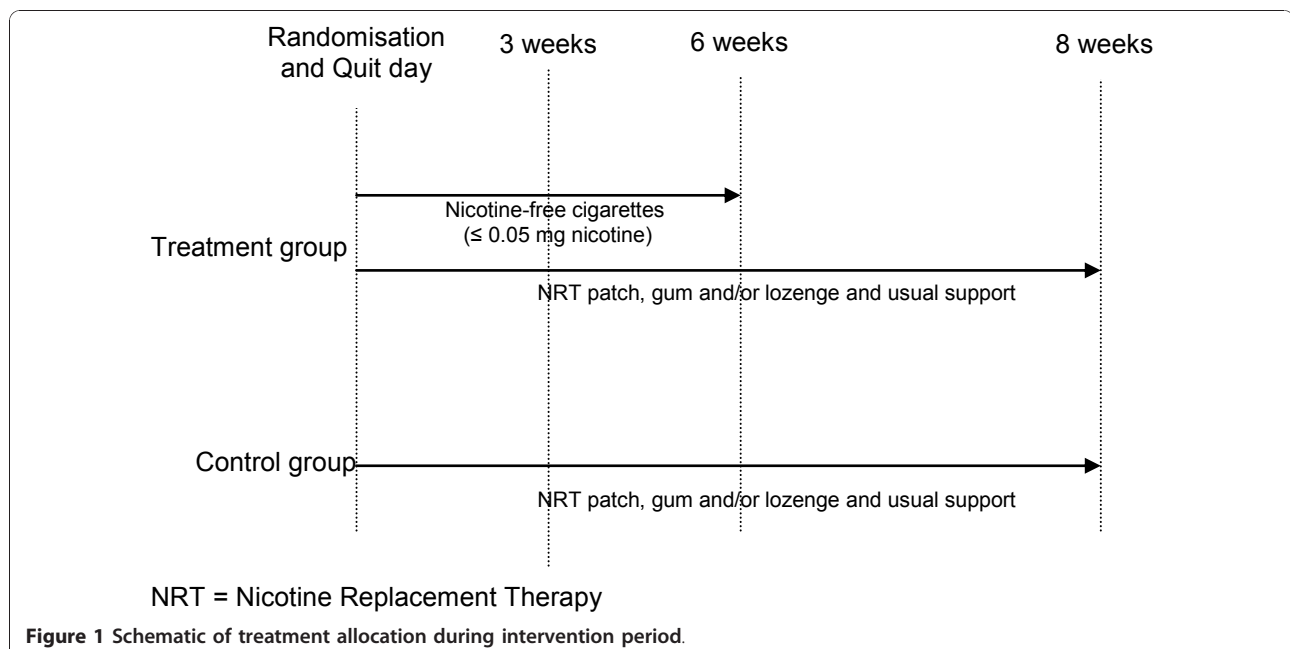 Randomisation
and Quit day
3 weeks
6 weeks
8 weeks
Nicotine-free cigarettes
(≤ 0.05 mg nicotine)
Treatment group
NRT patch, gum and/or lozenge and usual support
Control group
NRT patch, gum and/or lozenge and usual support
NRT = Nicotine Replacement Therapy
Figure 1 Schematic of treatment allocation during intervention period.